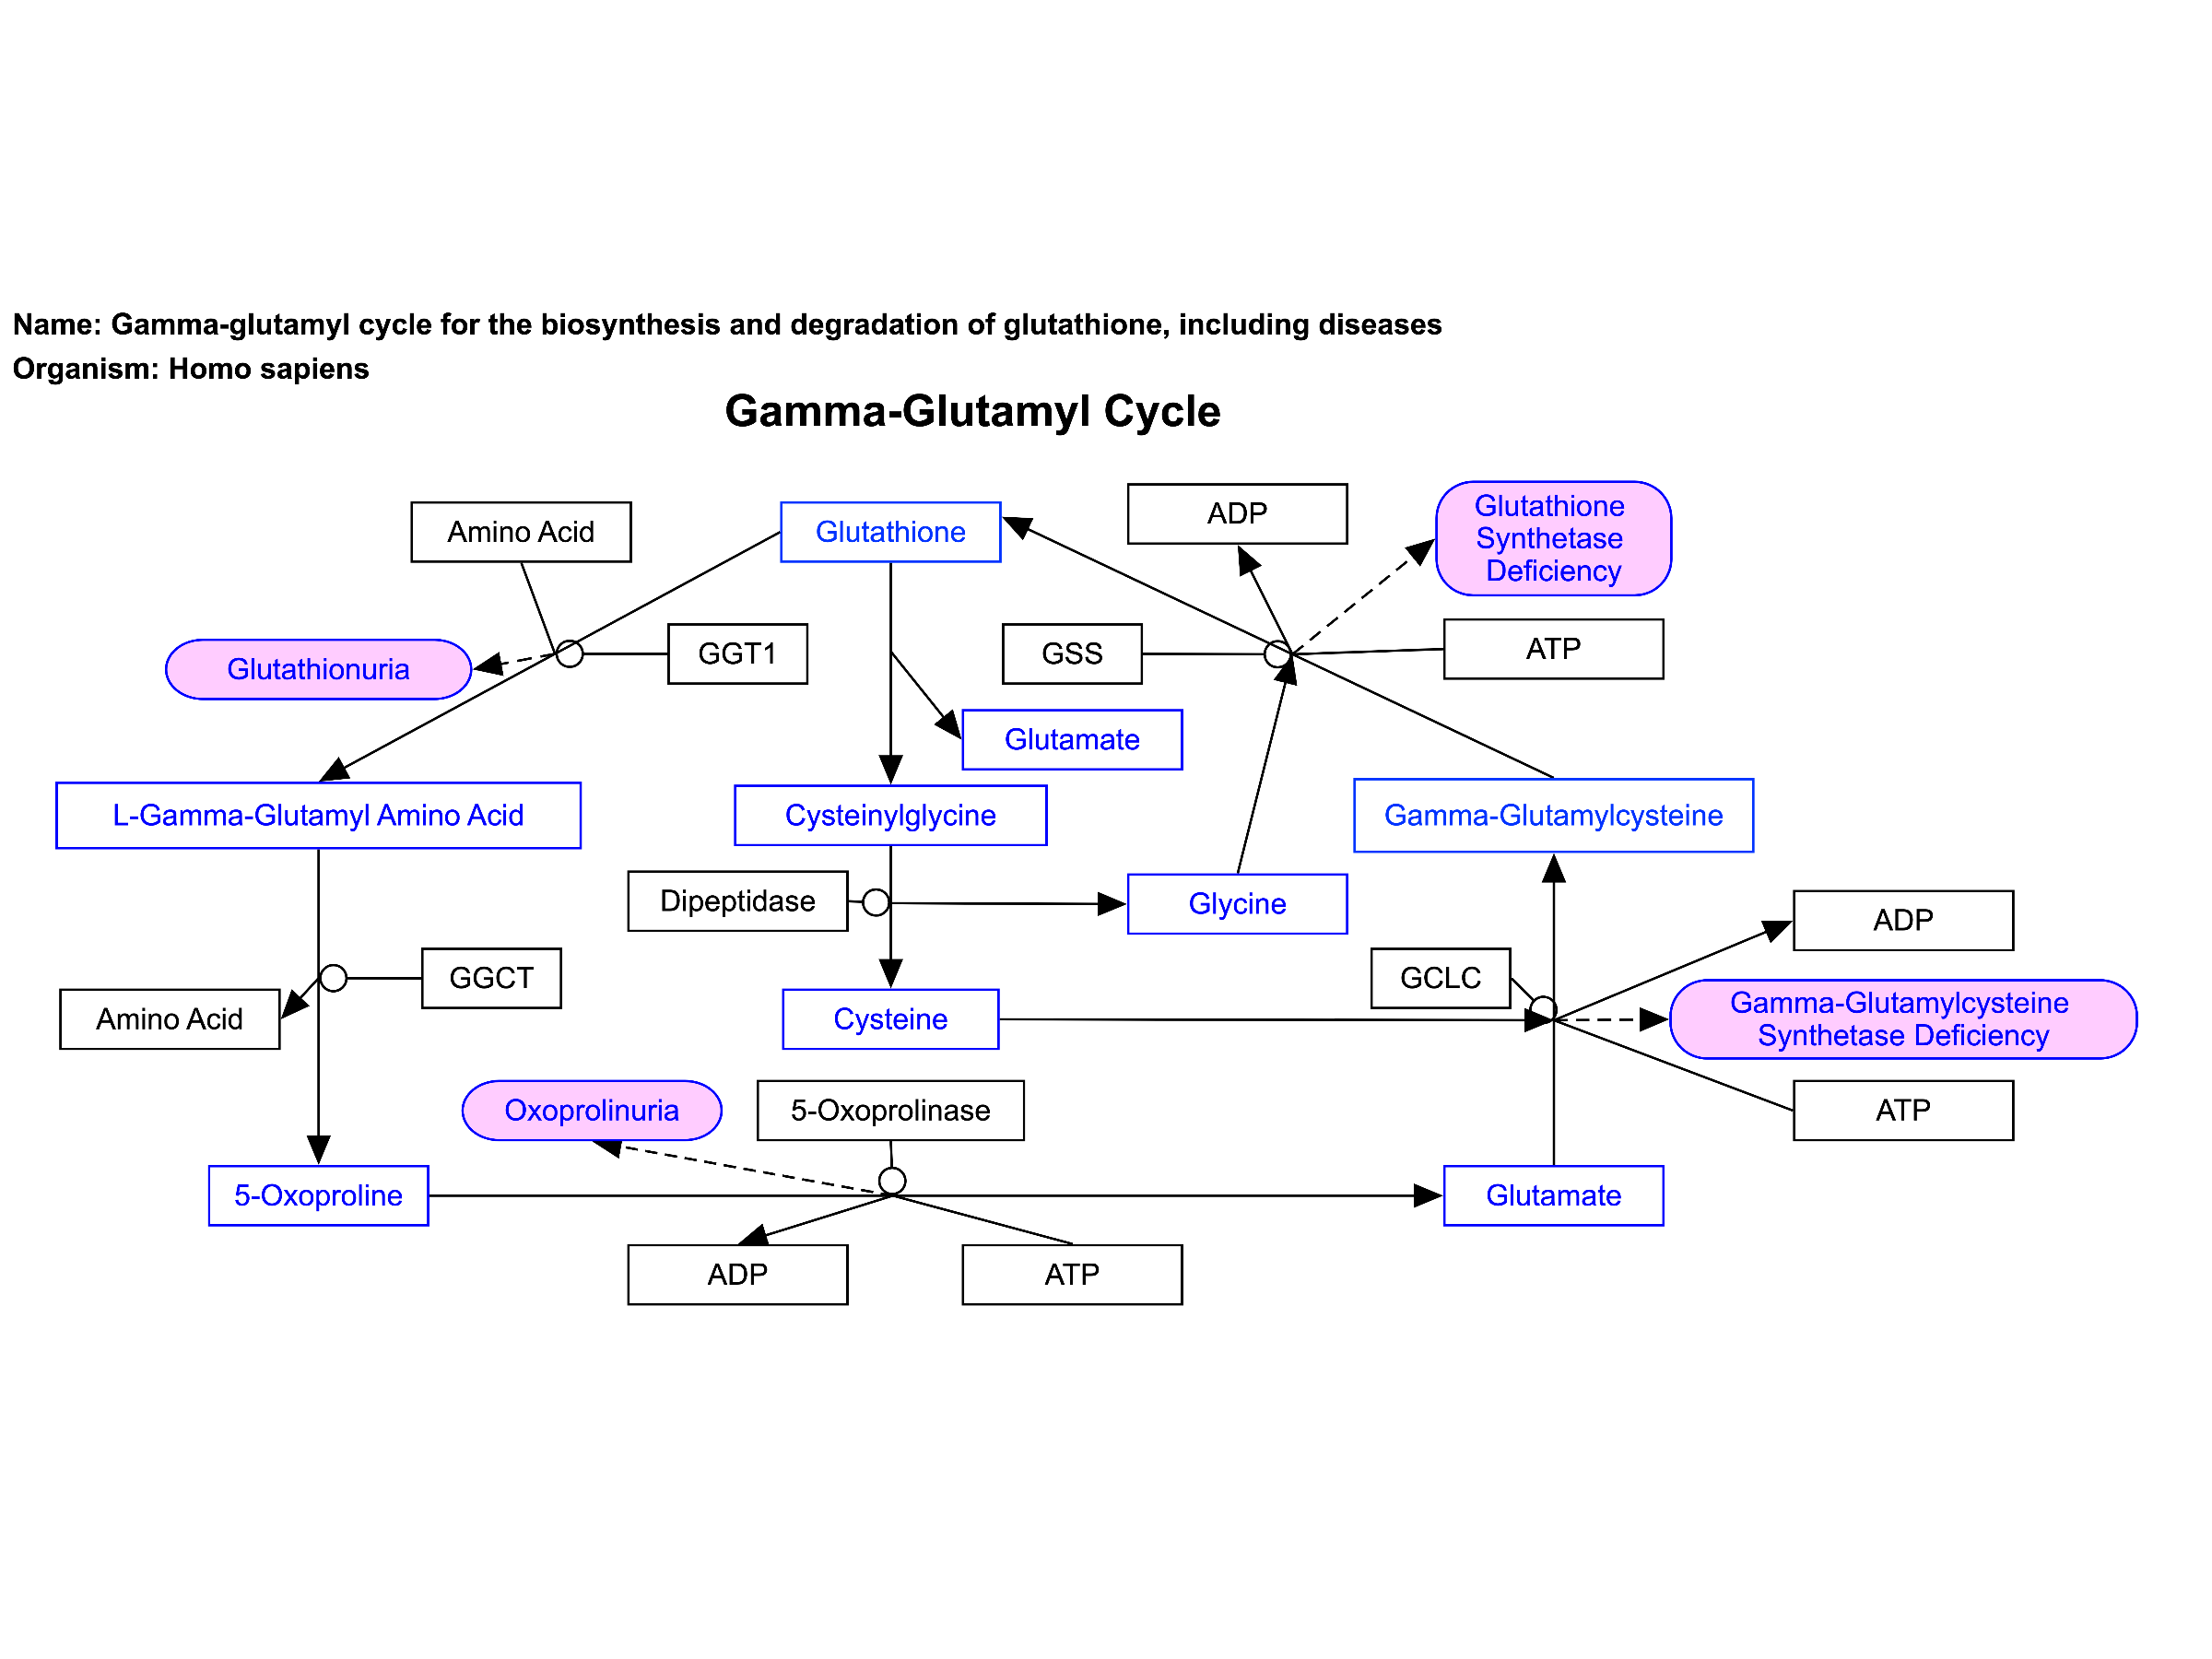 Name: Gamma-glutamyl cycle for the biosynthesis and degradation of glutathione, including diseases
Organism: Homo sapiens
Gamma-Glutamyl Cycle
Amino Acid
Glutathione
ADP
Glutathione
Synthetase
Deficiency
Glutathionuria
GGT1
GSS
ATP
Glutamate
L-Gamma-Glutamyl Amino Acid
Cysteinylglycine
Gamma-Glutamylcysteine
Dipeptidase
Glycine
ADP
GGCT
GCLC
Amino Acid
Cysteine
Gamma-Glutamylcysteine
Synthetase Deficiency
Oxoprolinuria
5-Oxoprolinase
ATP
5-Oxoproline
Glutamate
ADP
ATP